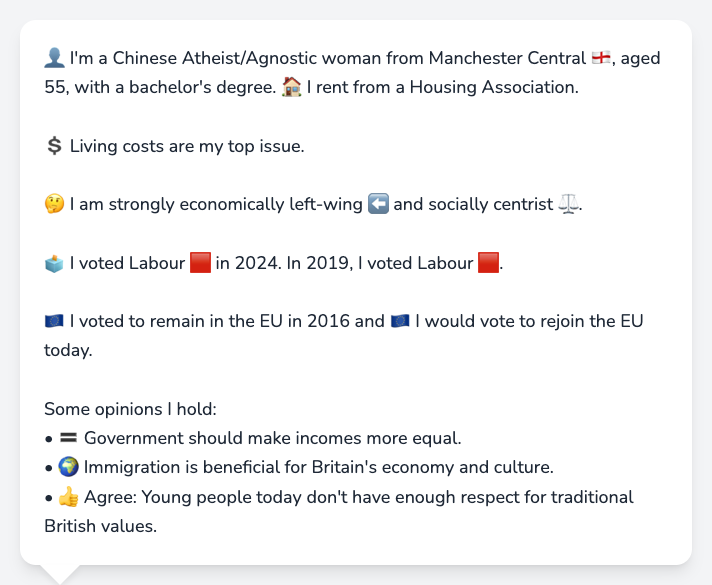 👤 I'm a Chinese Atheist/Agnostic woman from Manchester Central 🏴󠁧󠁢󠁥󠁮󠁧󠁿, aged
55, with a bachelor's degree. 🏠 I rent from a Housing Association.
💲 Living costs are my top issue.
🤔 I am strongly economically left-wing ⬅️ and socially centrist ⚖️.
🗳️ I voted Labour 🟥 in 2024. In 2019, I voted Labour 🟥.
🇪🇺 I voted to remain in the EU in 2016 and 🇪🇺 I would vote to rejoin the EU
today.
Some opinions I hold:
• 🟰 Government should make incomes more equal.
• 🌍 Immigration is beneficial for Britain's economy and culture.
• 👍 Agree: Young people today don't have enough respect for traditional
British values.